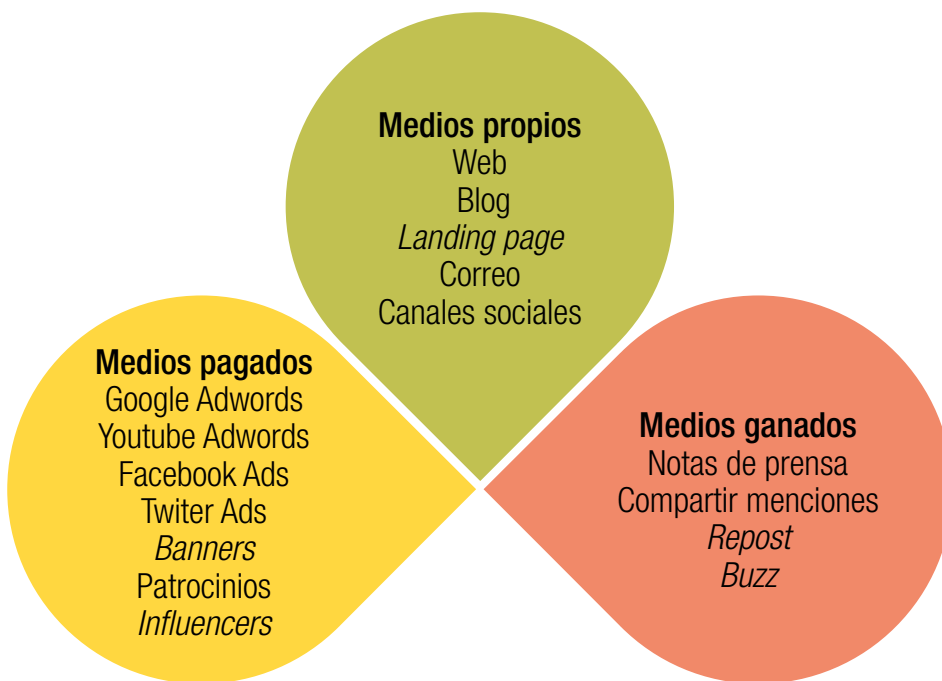 Medios propios
Web
Blog
Landing page
Correo
Canales sociales
Medios pagados
Google Adwords
Youtube Adwords
Facebook Ads
Twiter Ads
Banners
Patrocinios
Influencers
Medios ganados
Notas de prensa
Compartir menciones
Repost
Buzz